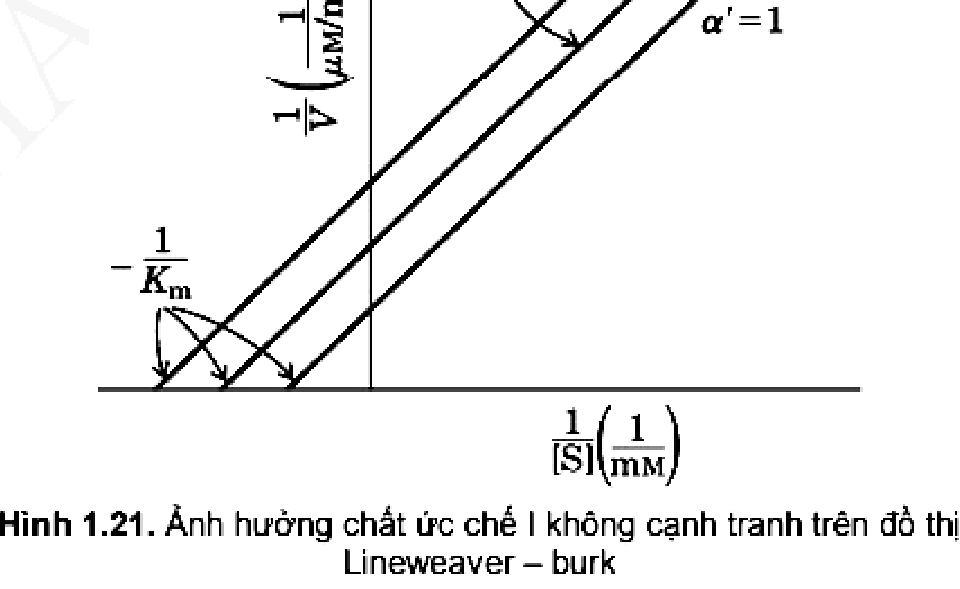 α′ = 1
1/V (1/μM/
− 1/Km
1/[S] (1/mM)
Hình 1.21. Ảnh hưởng chất ức chế I không cạnh tranh trên đồ thị
Lineweaver – burk